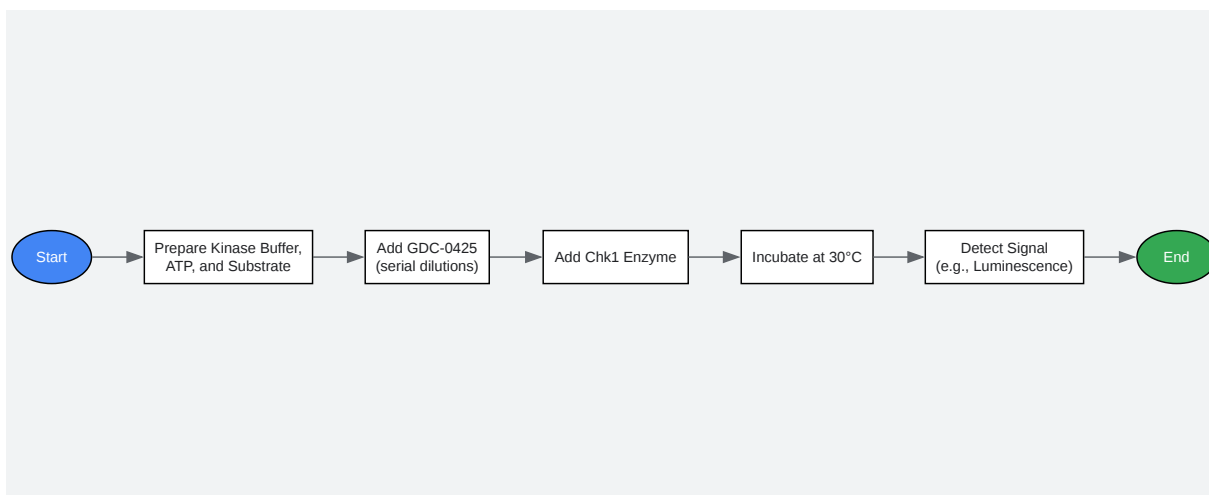 Start
Prepare Kinase Buffer,
ATP, and Substrate
Add GDC-0425
(serial dilutions)
Add Chk1 Enzyme
Incubate at 30°C
Detect Signal
(e.g., Luminescence)
End